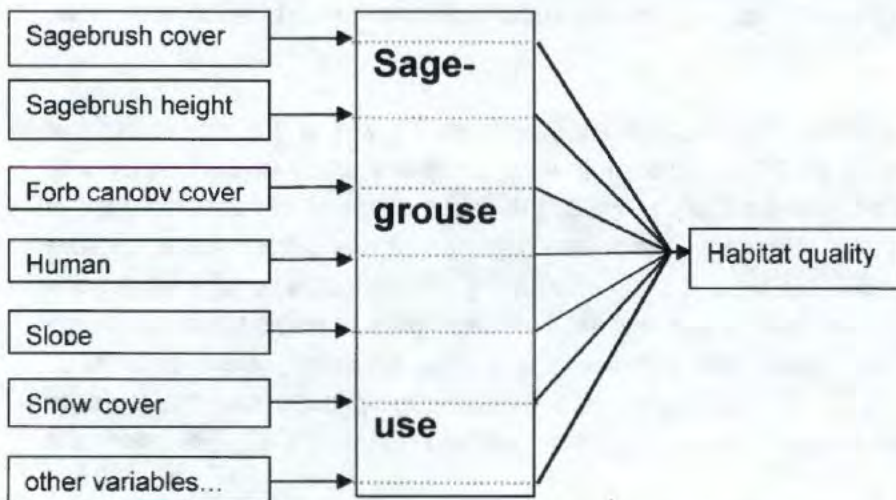 Sagebrush cover
Sagebrush height
Forb canopy cover
Human
Slope
Snow cover
other variables...
Sage-
grouse
use
Habitat quality